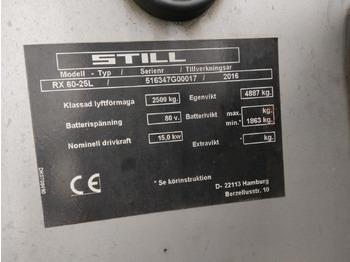 STILL
Modell - Typ / Serienr / Tillverkningsår
RX 60-25L / 516347G00017 / 2016
Klassad lyftförmaga 2500 kg. Egenvikt 4887 kg.
Batterispänning 80 v. Batterivikt max. kg.
min.* 1863 kg.
Nominell drivkraft 15,0 kw Extravikt - kg.
CE
* Se körinstruktion
D- 22113 Hamburg
Berzeliusstr. 10